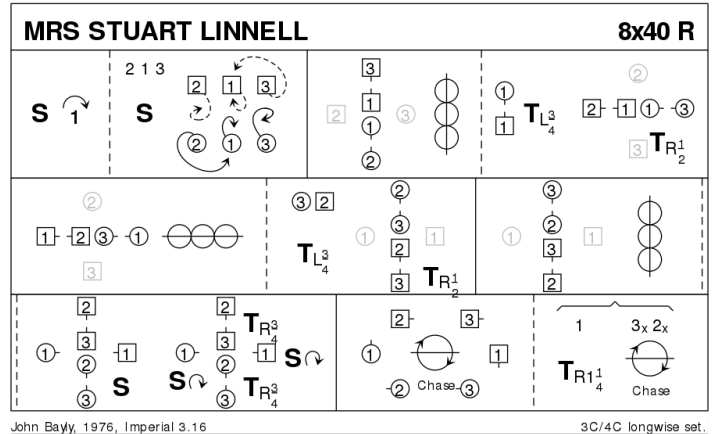 MRS STUART LINNELL 8x40 R
2 1 3
S 1 S 2 1 3
2 1 3
3 1 1 2 2 3
1 1 T L 3/4
2 2 1 1 3 3 T R 1/2
2 1 2 3 1 3
3 2 T L 3/4
2 3 2 3 1 1 T R 1/2
3 2 3 2 1 1
2 3 2 3 1 1 S
2 3 2 3 1 1 T R 3/4 S S T R 3/4
2 3 1 1 2 3 Chase
1 3x 2x
T R1 1/4 Chase
John Bayly, 1976, Imperial 3.16 3C/4C longwise set.